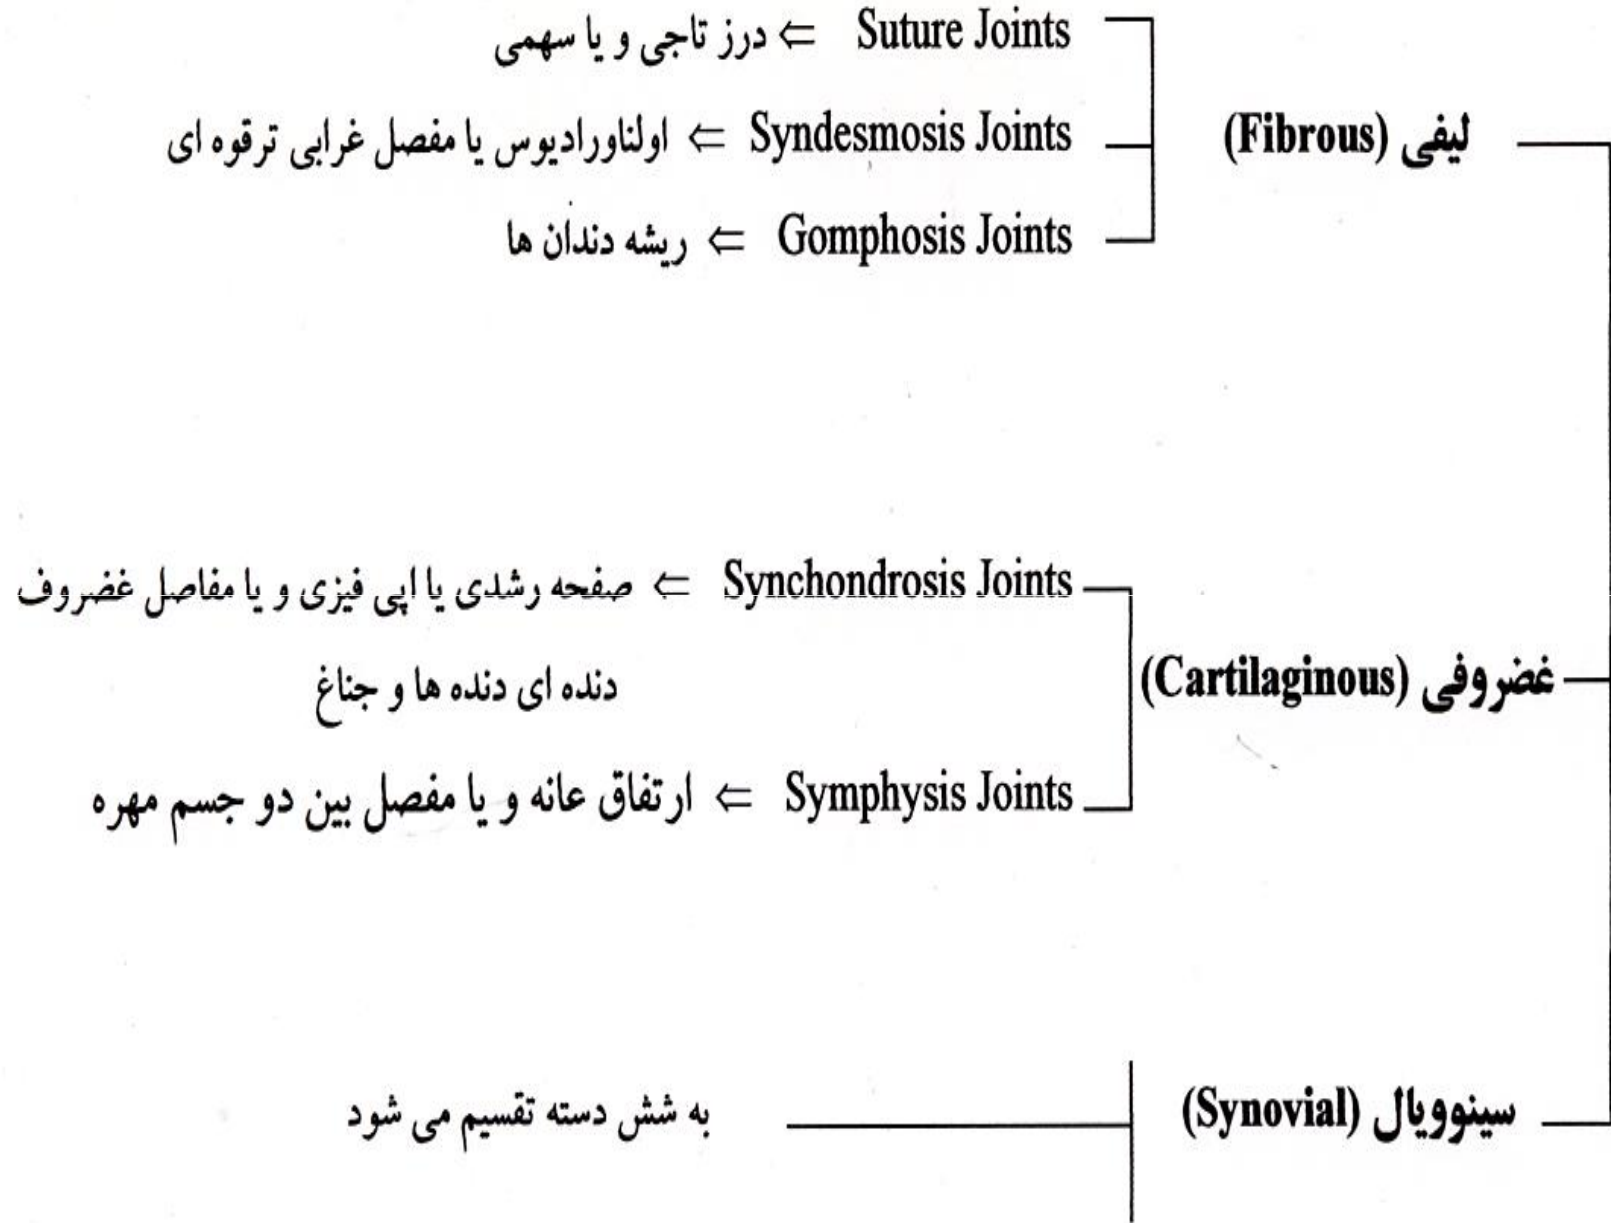 Suture Joints ⇐ درز تاجی و یا سهمی
لیفی (Fibrous)
Syndesmosis Joints ⇐ اولناورادیوس یا مفصل غرابی ترقوه ای
Gomphosis Joints ⇐ ریشه دندان ها
Synchondrosis Joints ⇐ صفحه رشدی یا اپی فیزی و یا مفاصل غضروف
غضروفی (Cartilaginous)
دنده ای دنده ها و جناغ
Symphysis Joints ⇐ ارتفاق عانه و یا مفصل بین دو جسم مهره
سینوویال (Synovial)
به شش دسته تقسیم می شود